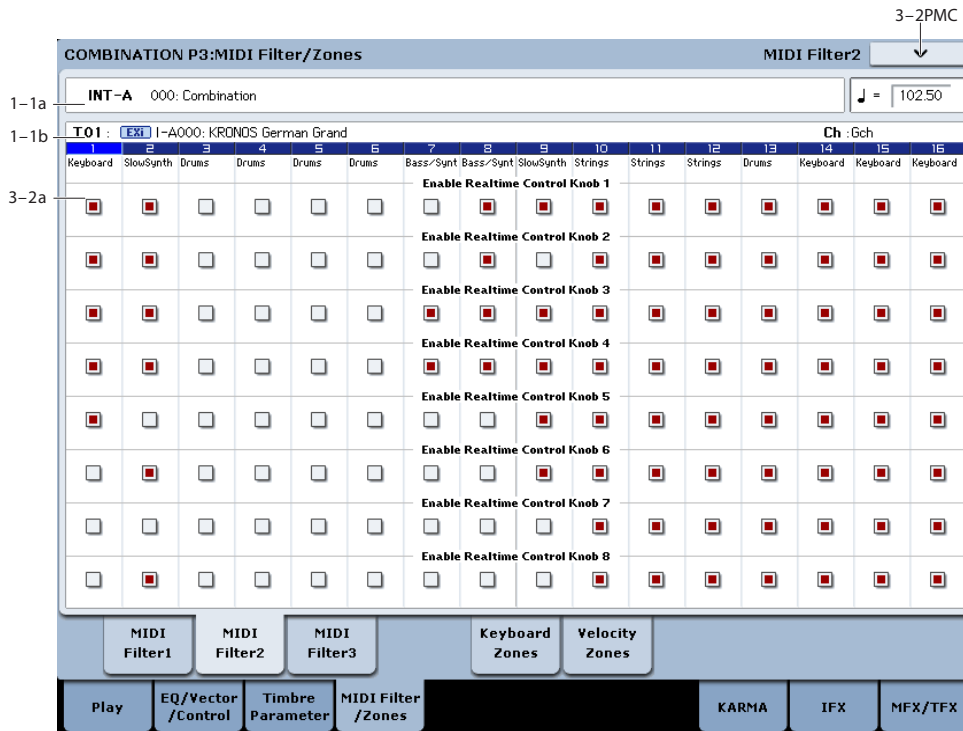 3-2PMC
COMBINATION P3:MIDI Filter/Zones MIDI Filter2
1-1a
INT-A 000: Combination ♩ = 102.50
1-1b
T01 : EXi I-A000: KRONOS German Grand Ch :Gch
1 2 3 4 5 6 7 8 9 10 11 12 13 14 15 16
Keyboard SlowSynth Drums Drums Drums Drums Bass/Synt Bass/Synt SlowSynth Strings Strings Strings Drums Keyboard Keyboard Keyboard
Enable Realtime Control Knob 1
3-2a
Enable Realtime Control Knob 2
Enable Realtime Control Knob 3
Enable Realtime Control Knob 4
Enable Realtime Control Knob 5
Enable Realtime Control Knob 6
Enable Realtime Control Knob 7
Enable Realtime Control Knob 8
MIDI Filter1 MIDI Filter2 MIDI Filter3 Keyboard Zones Velocity Zones
Play EQ/Vector /Control Timbre Parameter MIDI Filter /Zones KARMA IFX MFX/TFX